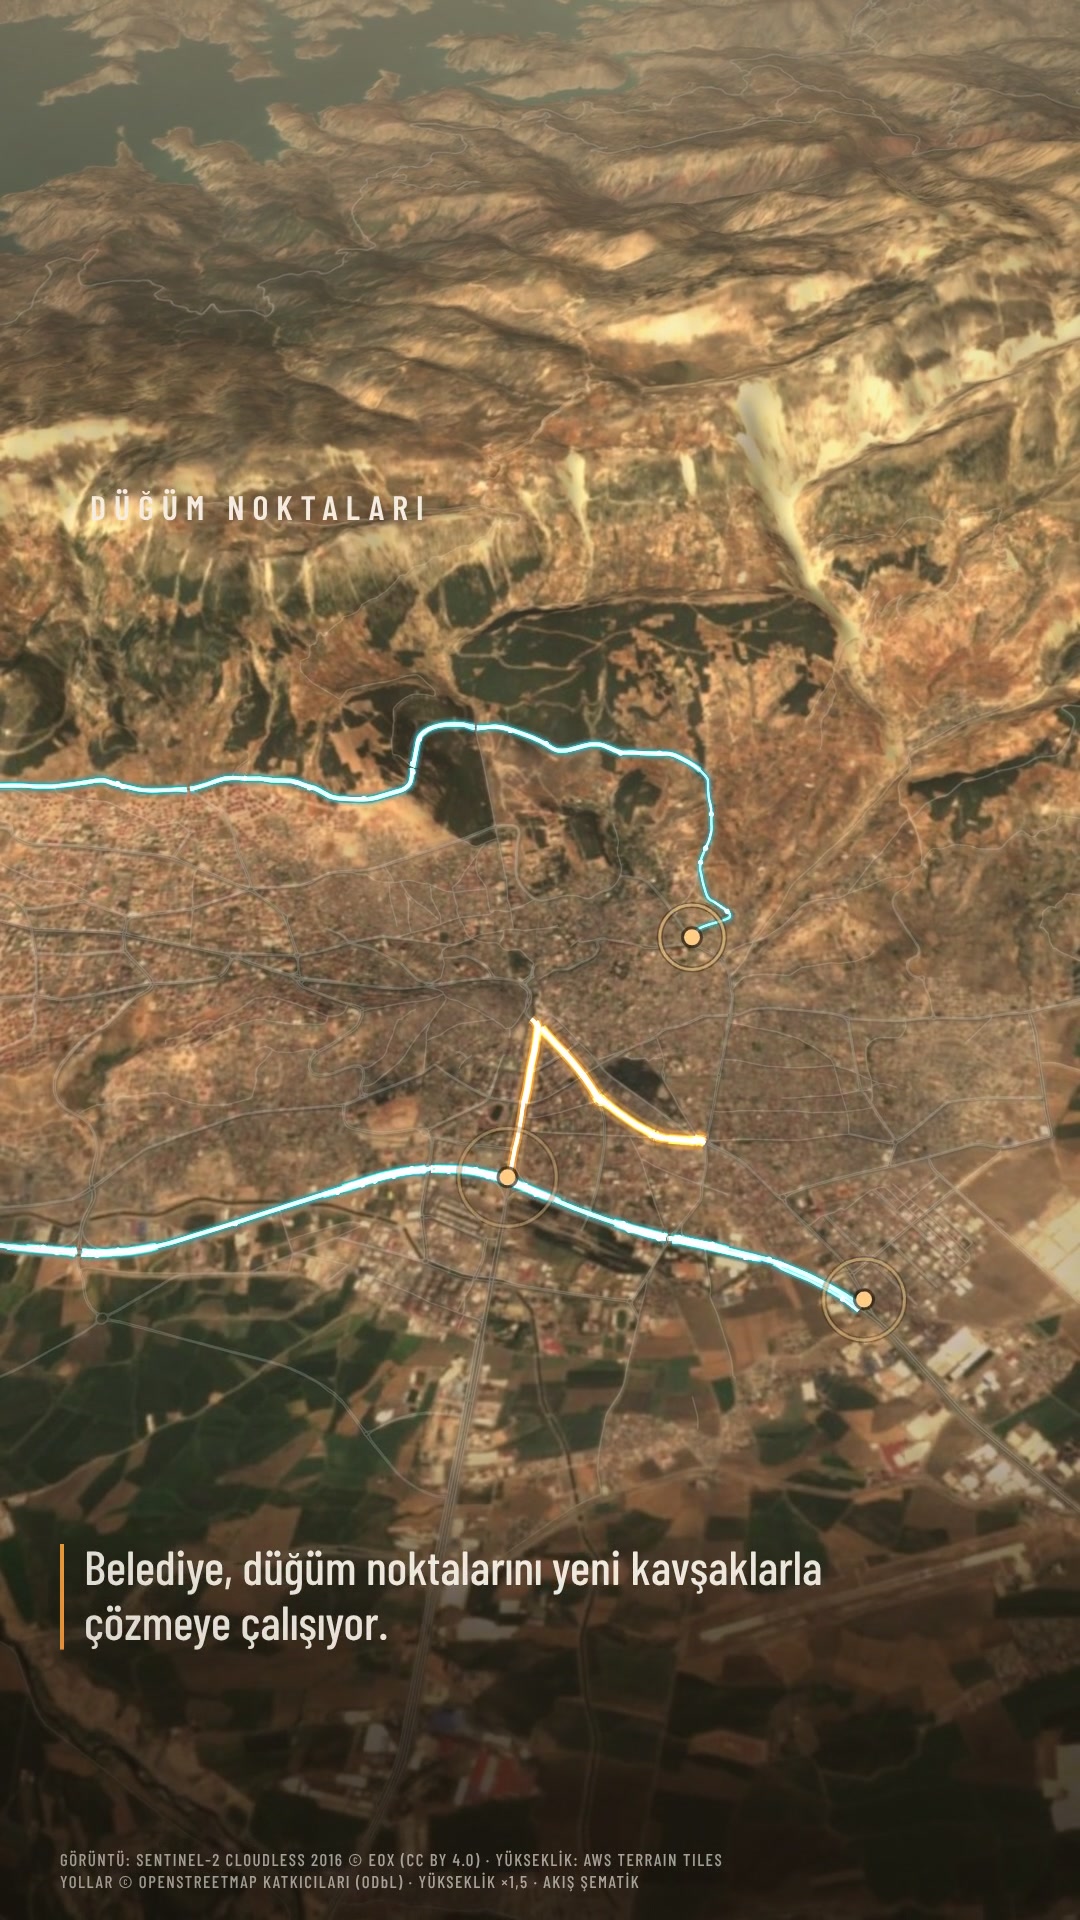 DÜĞÜM NOKTALARI
Belediye, düğüm noktalarını yeni kavşaklarla
çözmeye çalışıyor.
GÖRÜNTÜ: SENTINEL-2 CLOUDLESS 2016 © EOX (CC BY 4.0) · YÜKSEKLİK: AWS TERRAIN TILES
YOLLAR © OPENSTREETMAP KATKICILARI (ODbL) · YÜKSEKLİK ×1,5 · AKIŞ ŞEMATİK